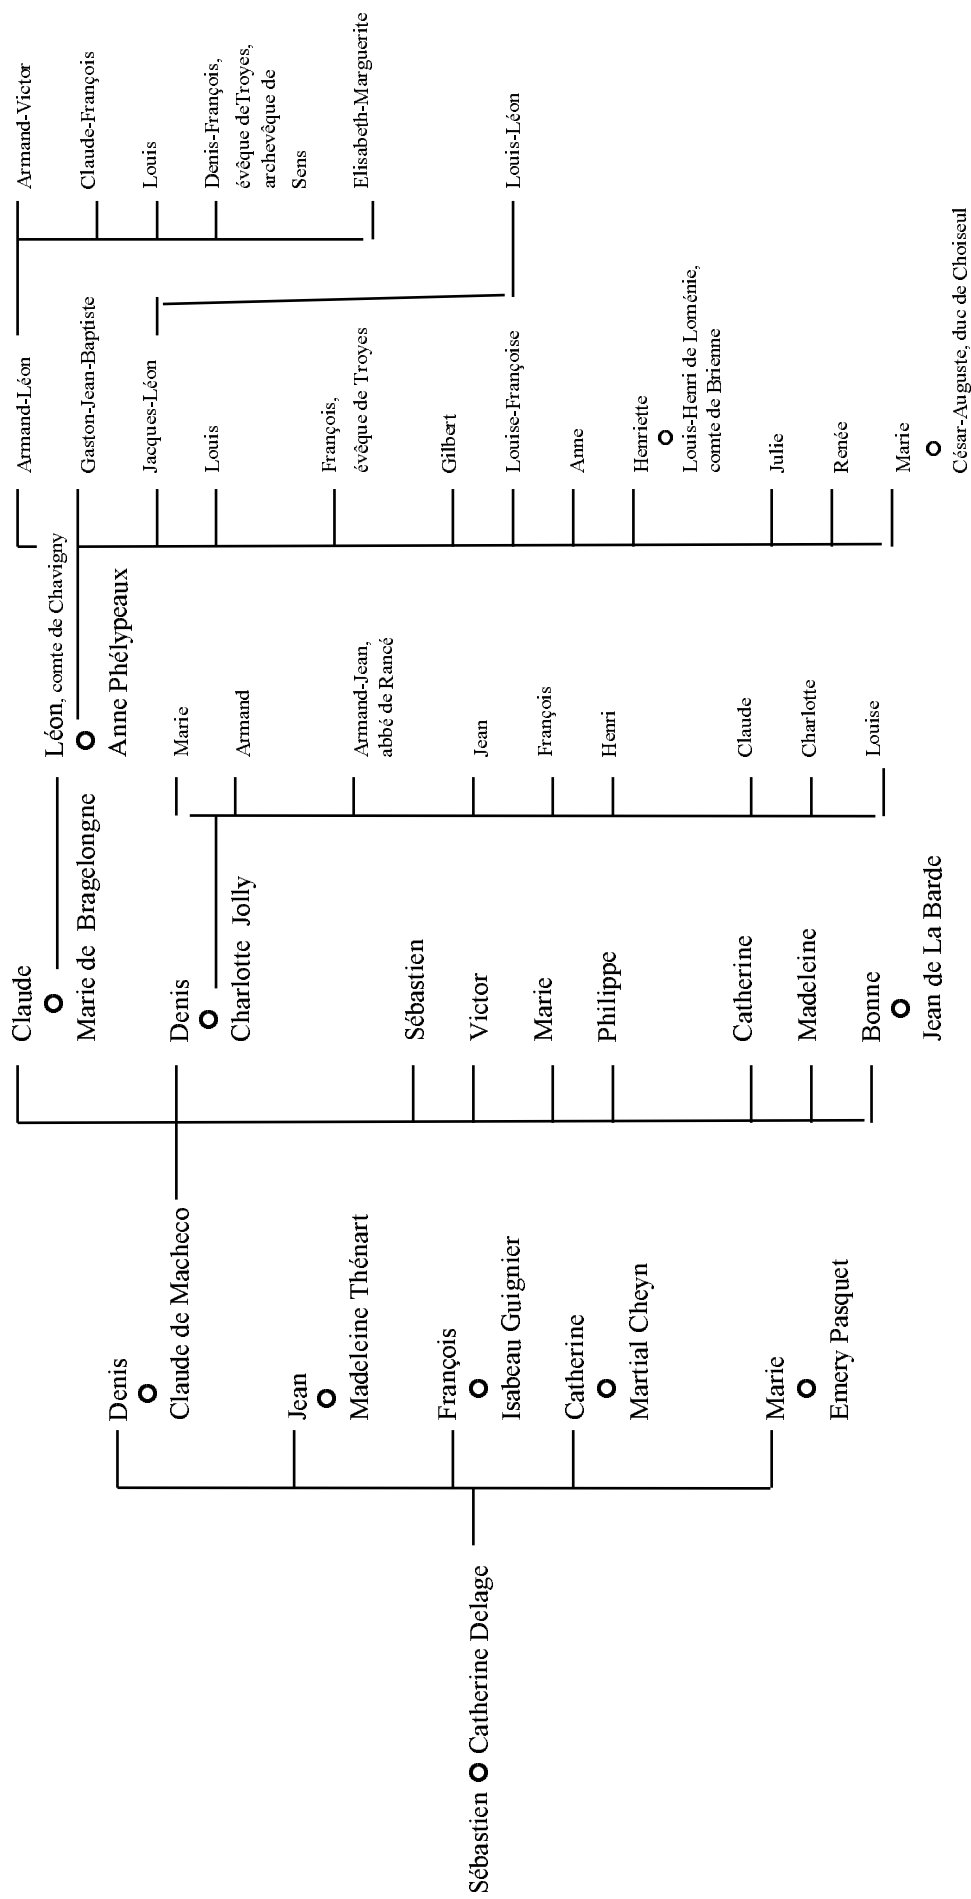 Sébastien O Catherine Delage
Denis
O
Claude de Macheco
Jean
O
Madeleine Thénart
François
O
Isabeau Guignier
Catherine
O
Martial Cheyn
Marie
O
Emery Pasquet
Claude
O
Marie de Bragelongne
Denis
O
Charlotte Jolly
Sébastien
Victor
Marie
Philippe
Catherine
Madeleine
Bonne
O
Jean de La Barde
Léon, comte de Chavigny
O
Anne Phélypeaux
Marie
Armand
Armand-Jean,
abbé de Rancé
Jean
François
Henri
Claude
Charlotte
Louise
Armand-Léon
Gaston-Jean-Baptiste
Jacques-Léon
Louis
François,
évêque de Troyes
Gilbert
Louise-Françoise
Anne
Henriette
O
Louis-Henri de Loménie,
comte de Brienne
Julie
Renée
Marie
O
César-Auguste, duc de Choiseul
Armand-Victor
Claude-François
Louis
Denis-François,
évêque deTroyes,
archevêque de
Sens
Elisabeth-Marguerite
Louis-Léon